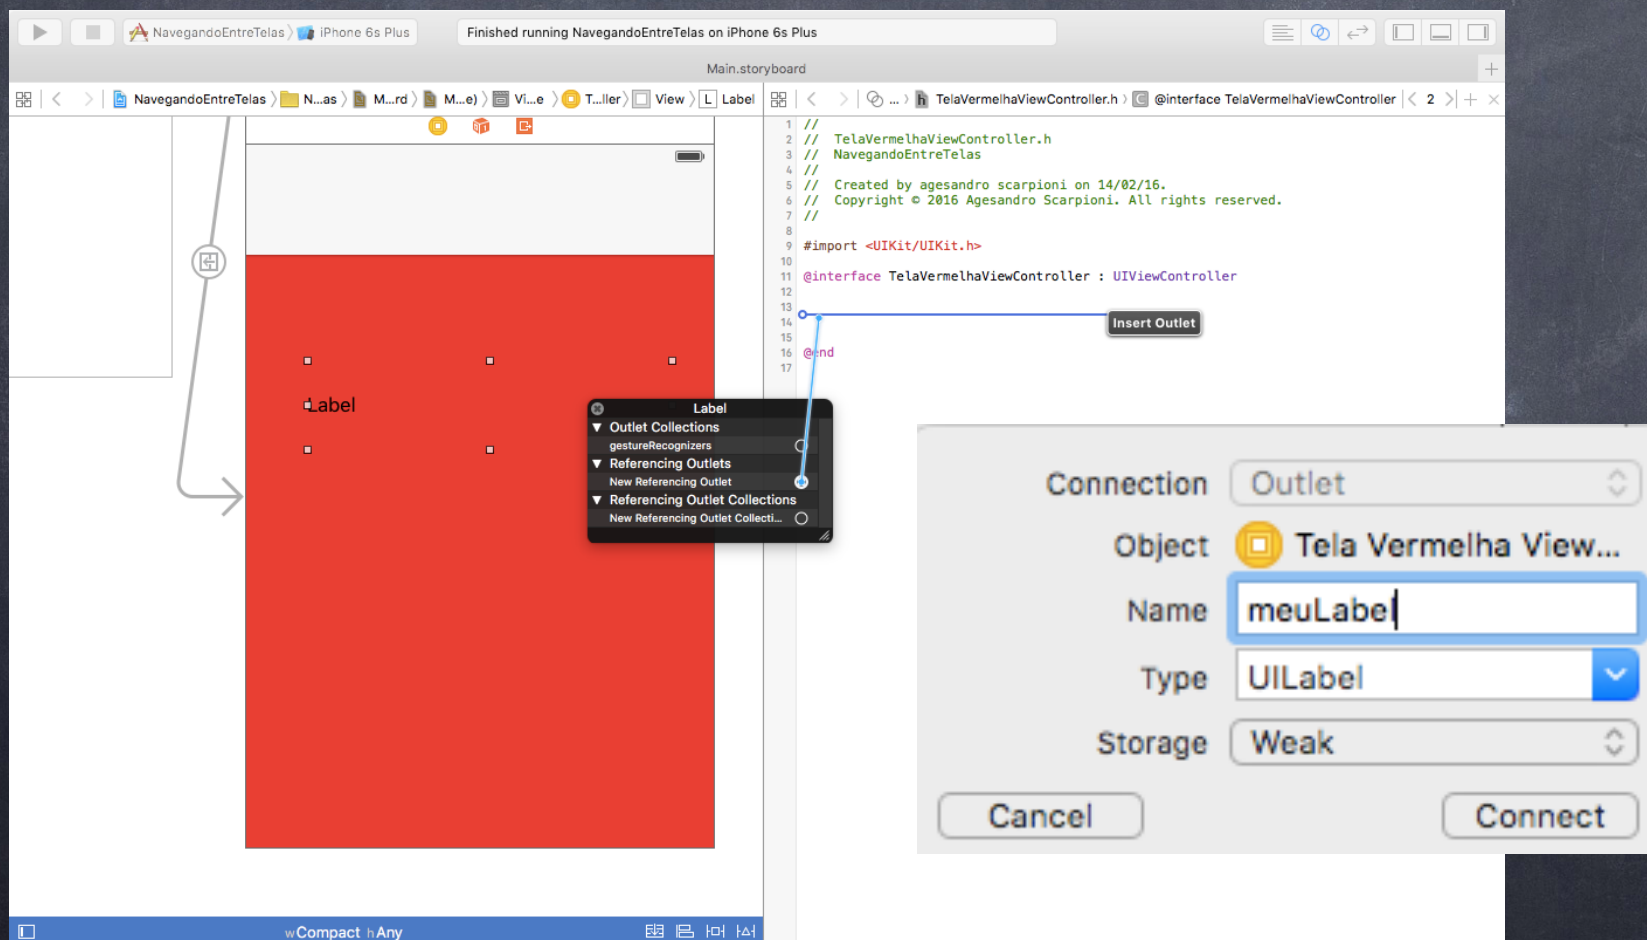 NavegandoEntreTelas iPhone 6s Plus
Finished running NavegandoEntreTelas on iPhone 6s Plus
Main.storyboard
NavegandoEntreTelas N...as M...rd M...e) Vi...e T...ller View L Label
... h TelaVermelhaViewController.h C @interface TelaVermelhaViewController 2
1 //
2 // TelaVermelhaViewController.h
3 // NavegandoEntreTelas
4 //
5 // Created by agesandro scarpioni on 14/02/16.
6 // Copyright © 2016 Agesandro Scarpioni. All rights reserved.
7 //
8
9 #import <UIKit/UIKit.h>
10
11 @interface TelaVermelhaViewController : UIViewController
12
13
14
Insert Outlet
15
16 @end
17
Label
Label
Outlet Collections
gestureRecognizers
Referencing Outlets
New Referencing Outlet
Referencing Outlet Collections
New Referencing Outlet Collecti...
Connection Outlet
Object Tela Vermelha View...
Name meuLabel
Type UILabel
Storage Weak
Cancel Connect
wCompact hAny